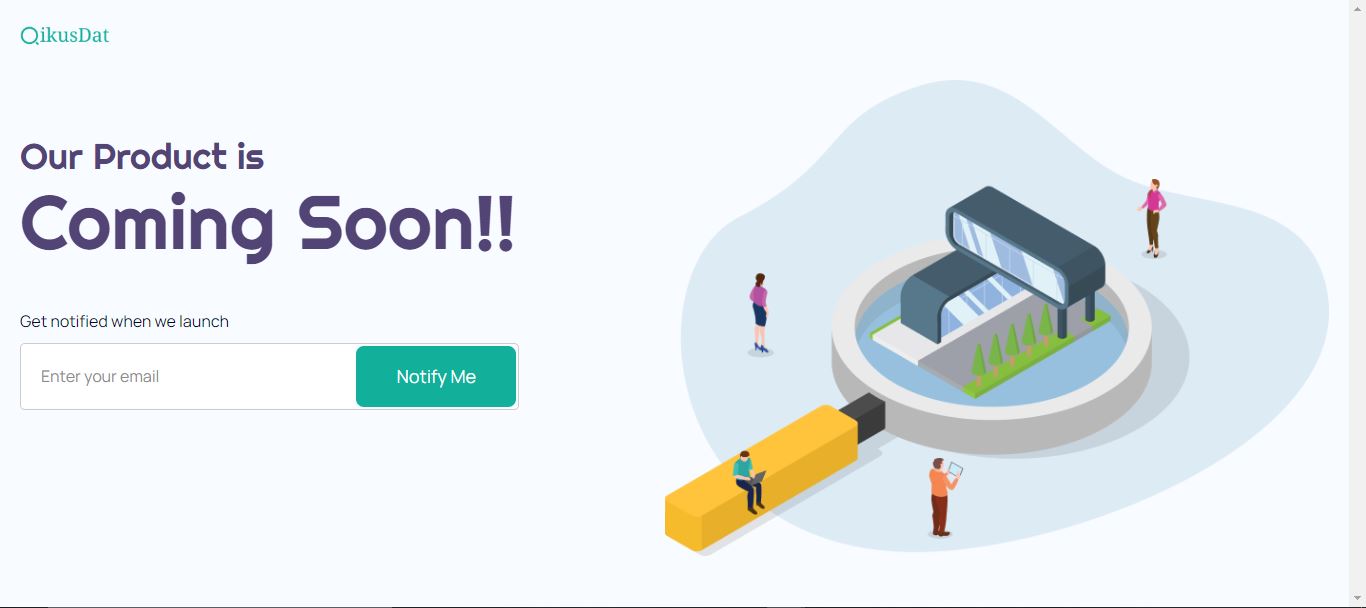 QikusDat
Our Product is
Coming Soon!!
Get notified when we launch
Enter your email
Notify Me